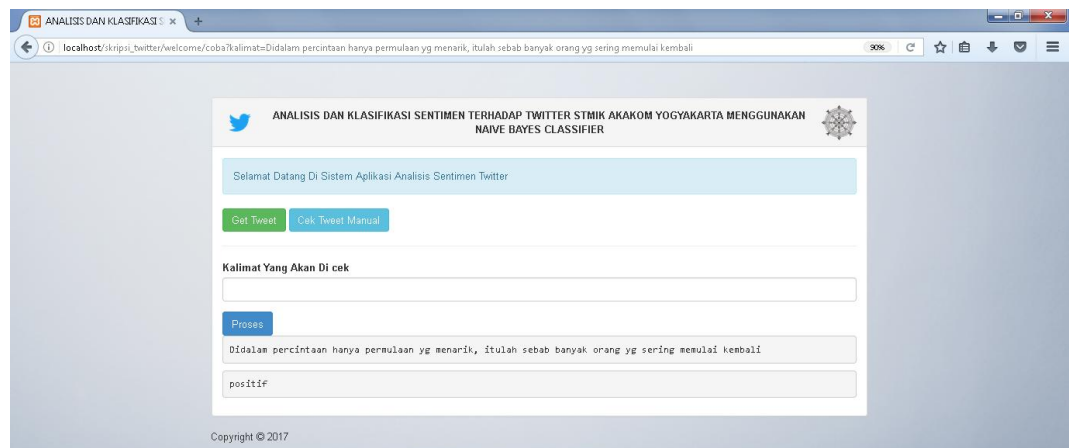 ANALISIS DAN KLASIFIKASI S
localhost/skripsi_twitter/welcome/coba?kalimat=Didalam percintaan hanya permulaan yg menarik, itulah sebab banyak orang yg sering memulai kembali
90%
ANALISIS DAN KLASIFIKASI SENTIMEN TERHADAP TWITTER STMIK AKAKOM YOGYAKARTA MENGGUNAKAN
NAIVE BAYES CLASSIFIER
Selamat Datang Di Sistem Aplikasi Analisis Sentimen Twitter
Get Tweet Cek Tweet Manual
Kalimat Yang Akan Di cek
Proses
Didalam percintaan hanya permulaan yg menarik, itulah sebab banyak orang yg sering memulai kembali
positif
Copyright © 2017